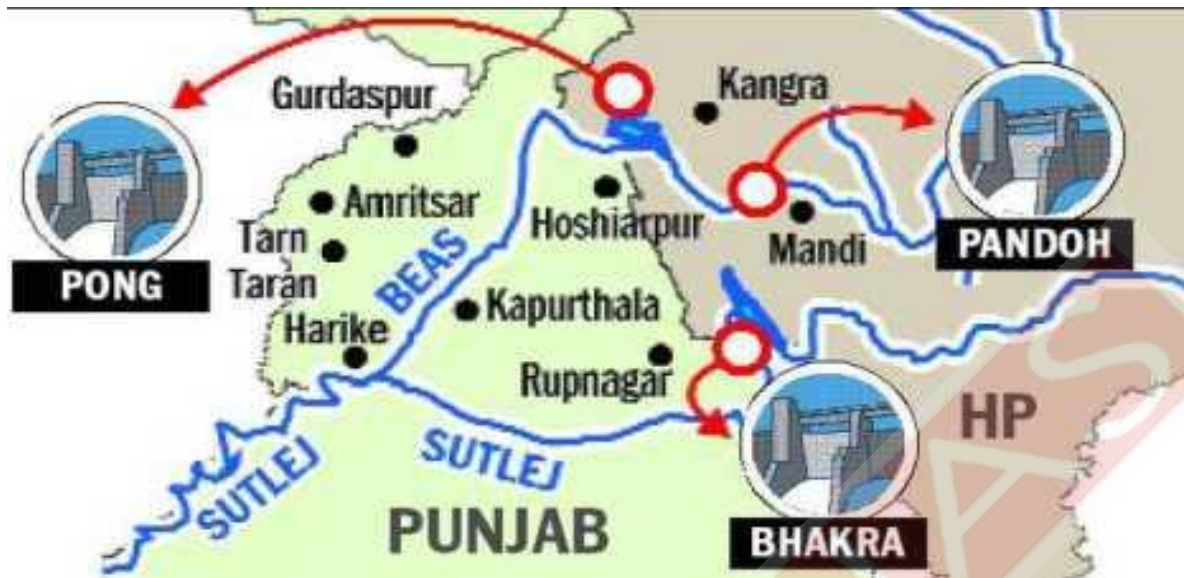 Gurdaspur
Kangra
Amritsar
Hoshiarpur
PANDOH
Tarn
Taran
Mandi
PONG
BEAS
Kapurthala
Harike
Rupnagar
HP
SUTLEJ
SUTLEJ
PUNJAB
BHAKRA